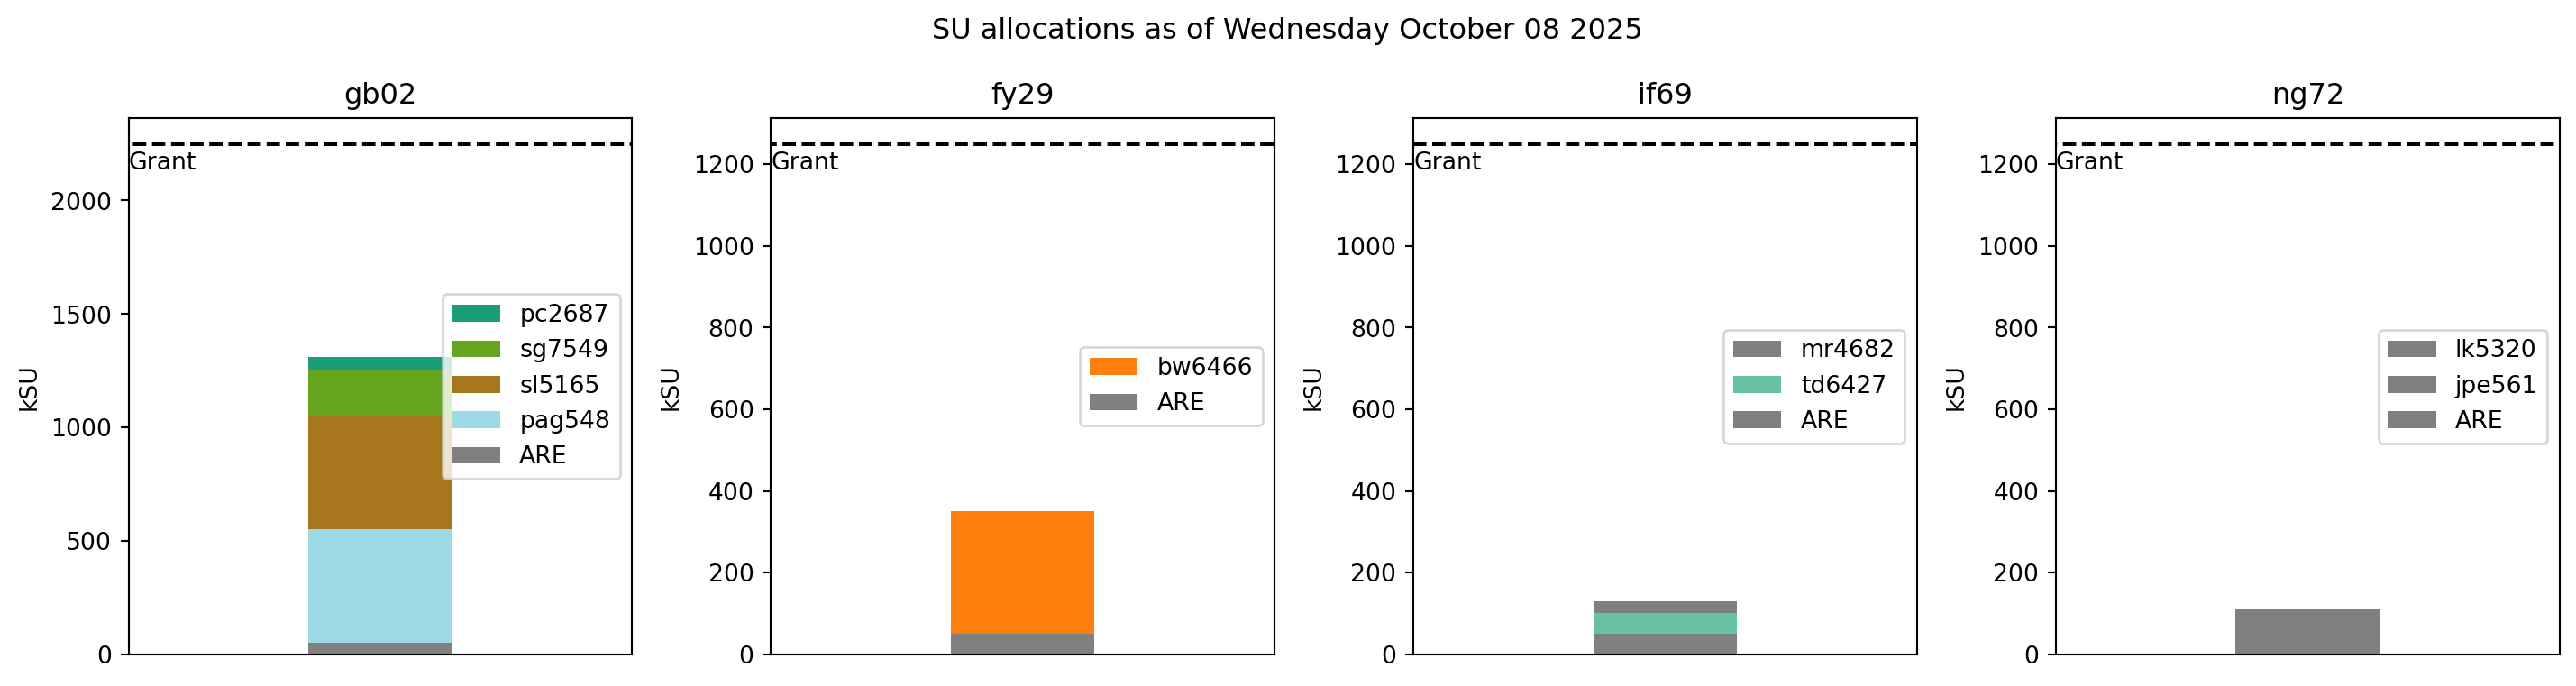 SU allocations as of Wednesday October 08 2025
gb02
kSU
2000
1500
1000
500
0
Grant
pc2687
sg7549
sl5165
pag548
ARE
fy29
kSU
1200
1000
800
600
400
200
0
Grant
bw6466
ARE
if69
kSU
1200
1000
800
600
400
200
0
Grant
mr4682
td6427
ARE
ng72
kSU
1200
1000
800
600
400
200
0
Grant
lk5320
jpe561
ARE